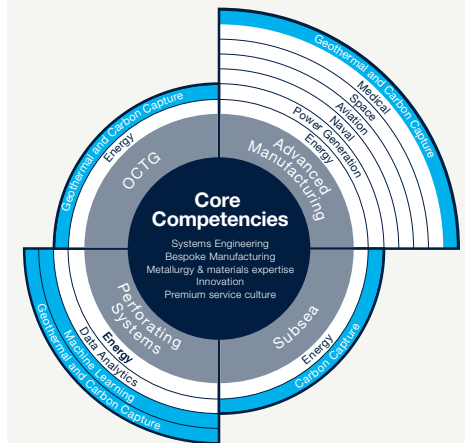 Geothermal and Carbon Capture
Energy
OCTG
Geothermal and Carbon Capture
Medical
Space
Aviation
Naval
Power Generation
Energy
Advanced
Manufacturing
Core
Competencies
Systems Engineering
Bespoke Manufacturing
Metallurgy & materials expertise
Innovation
Premium service culture
Perforating
Systems
Energy
Data Analytics
Machine Learning
Geothermal and Carbon Capture
Subsea
Energy
Carbon Capture